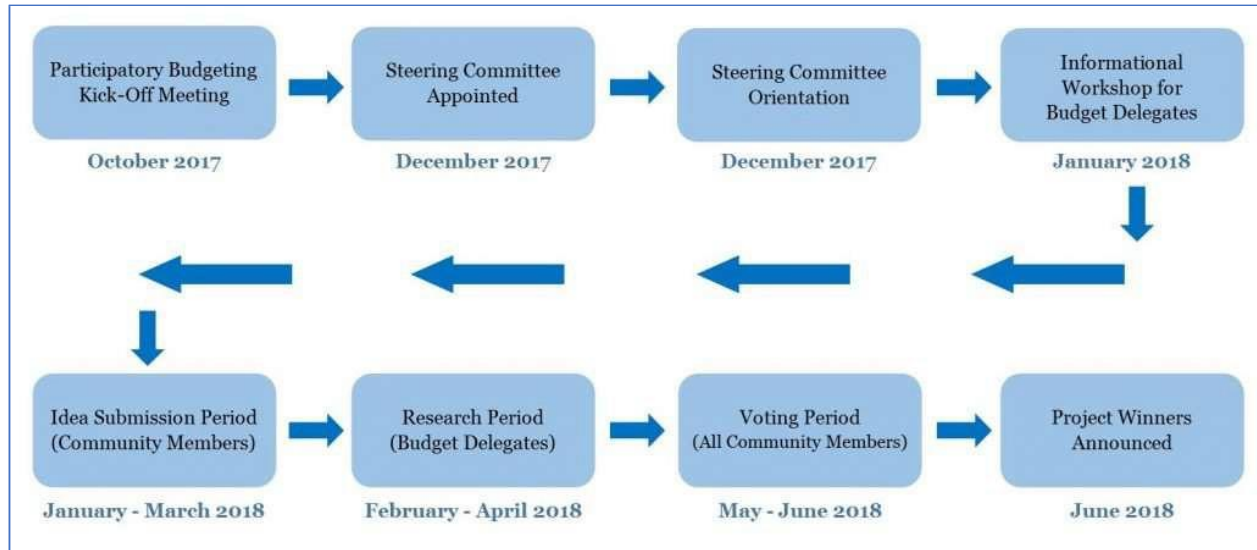 Participatory Budgeting
Kick-Off Meeting
October 2017
Steering Committee
Appointed
December 2017
Steering Committee
Orientation
December 2017
Informational
Workshop for
Budget Delegates
January 2018
Idea Submission Period
(Community Members)
January - March 2018
Research Period
(Budget Delegates)
February - April 2018
Voting Period
(All Community Members)
May - June 2018
Project Winners
Announced
June 2018